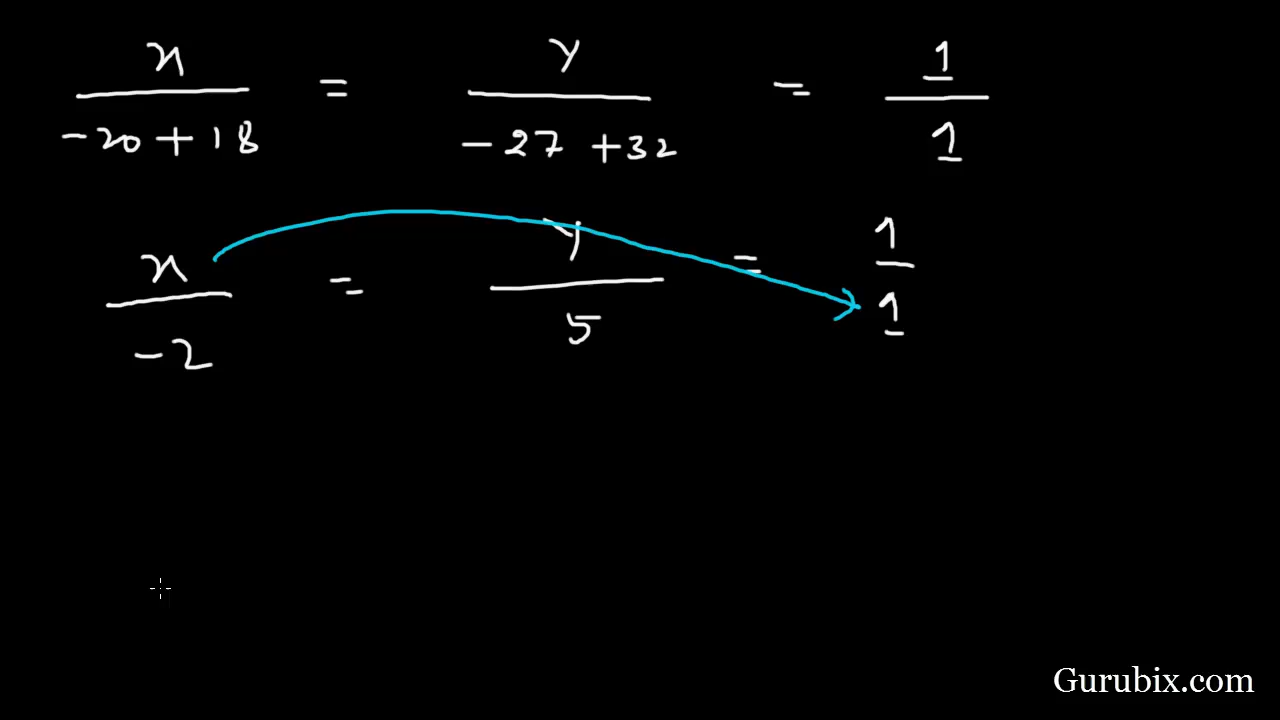 x/(-20+18) = y/(-27+32) = 1/1
x/-2 = y/5 = 1/1
Gurubix.com